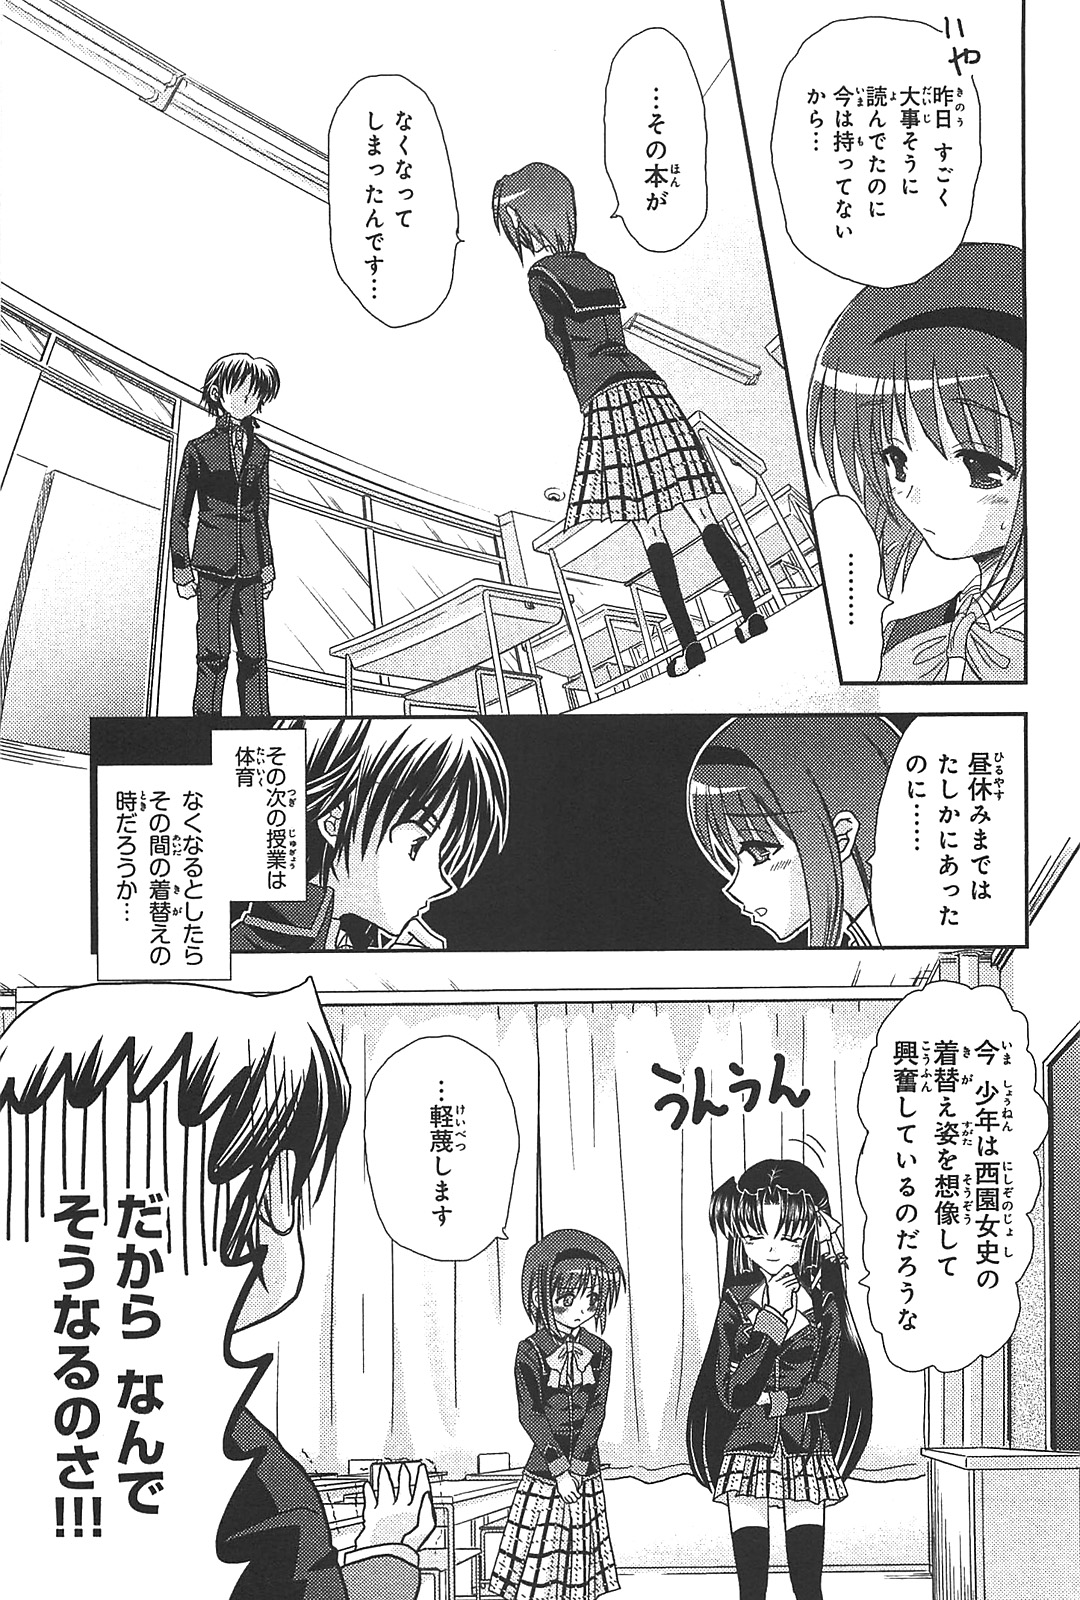 いや
昨日 すごく
大事そうに
読んでたのに
今は持ってない
から…
………
…その本が
なくなって
しまったんです…
昼休みまでは
たしかにあった
のに……
その次の授業は
体育
なくなるとしたら
その間の着替えの
時だろうか…
今 少年は西園女史の
着替え姿を想像して
興奮しているのだろうな
うんうん
…軽蔑します
だから なんで
そうなるのさ!!!